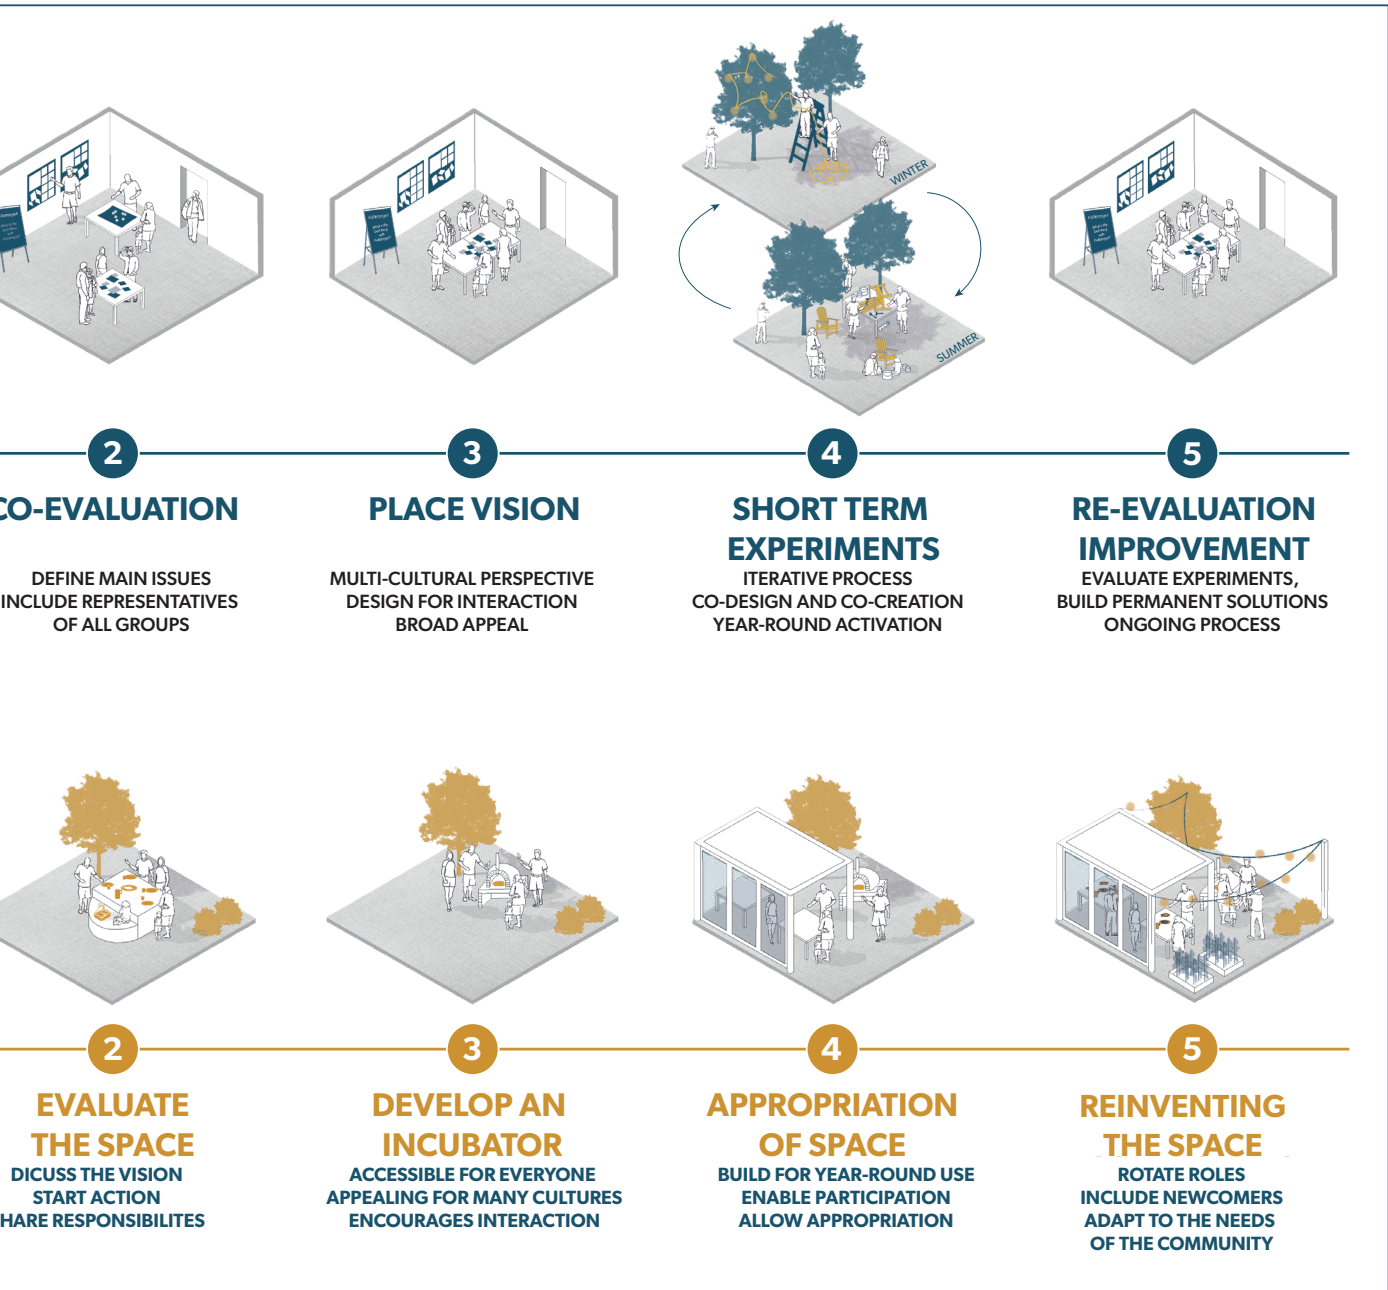 WINTER
SUMMER
2
3
4
5
CO-EVALUATION
DEFINE MAIN ISSUES
INCLUDE REPRESENTATIVES
OF ALL GROUPS
PLACE VISION
MULTI-CULTURAL PERSPECTIVE
DESIGN FOR INTERACTION
BROAD APPEAL
SHORT TERM
EXPERIMENTS
ITERATIVE PROCESS
CO-DESIGN AND CO-CREATION
YEAR-ROUND ACTIVATION
RE-EVALUATION
IMPROVEMENT
EVALUATE EXPERIMENTS,
BUILD PERMANENT SOLUTIONS
ONGOING PROCESS
2
3
4
5
EVALUATE
THE SPACE
DICUSS THE VISION
START ACTION
HARE RESPONSIBILITES
DEVELOP AN
INCUBATOR
ACCESSIBLE FOR EVERYONE
APPEALING FOR MANY CULTURES
ENCOURAGES INTERACTION
APPROPRIATION
OF SPACE
BUILD FOR YEAR-ROUND USE
ENABLE PARTICIPATION
ALLOW APPROPRIATION
REINVENTING
THE SPACE
ROTATE ROLES
INCLUDE NEWCOMERS
ADAPT TO THE NEEDS
OF THE COMMUNITY